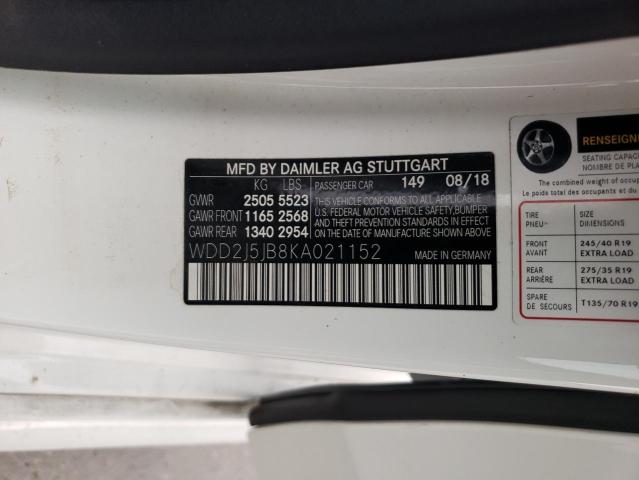 MFD BY DAIMLER AG STUTTGART
KG LBS PASSENGER CAR 149 08/18
GVWR 2505 5523
GAWR FRONT 1165 2568
GAWR REAR 1340 2954
THIS VEHICLE CONFORMS TO ALL APPLICABLE
U.S. FEDERAL MOTOR VEHICLE SAFETY, BUMPER,
AND THEFT PREVENTION STANDARDS IN EFFECT
ON THE DATE OF MANUFACTURE SHOWN ABOVE.
WDD2J5JB8KA021152
MADE IN GERMANY
RENSEIGNE
SEATING CAPAC
NOMBRE DE PLAC
The combined weight of occup
Le poids total des occupants et d
TIRE SIZE
PNEU DIMENSIONS
FRONT 245/40 R19
AVANT EXTRA LOAD
REAR 275/35 R19
ARRIÈRE EXTRA LOAD
SPARE T135/70 R19
DE SECOURS